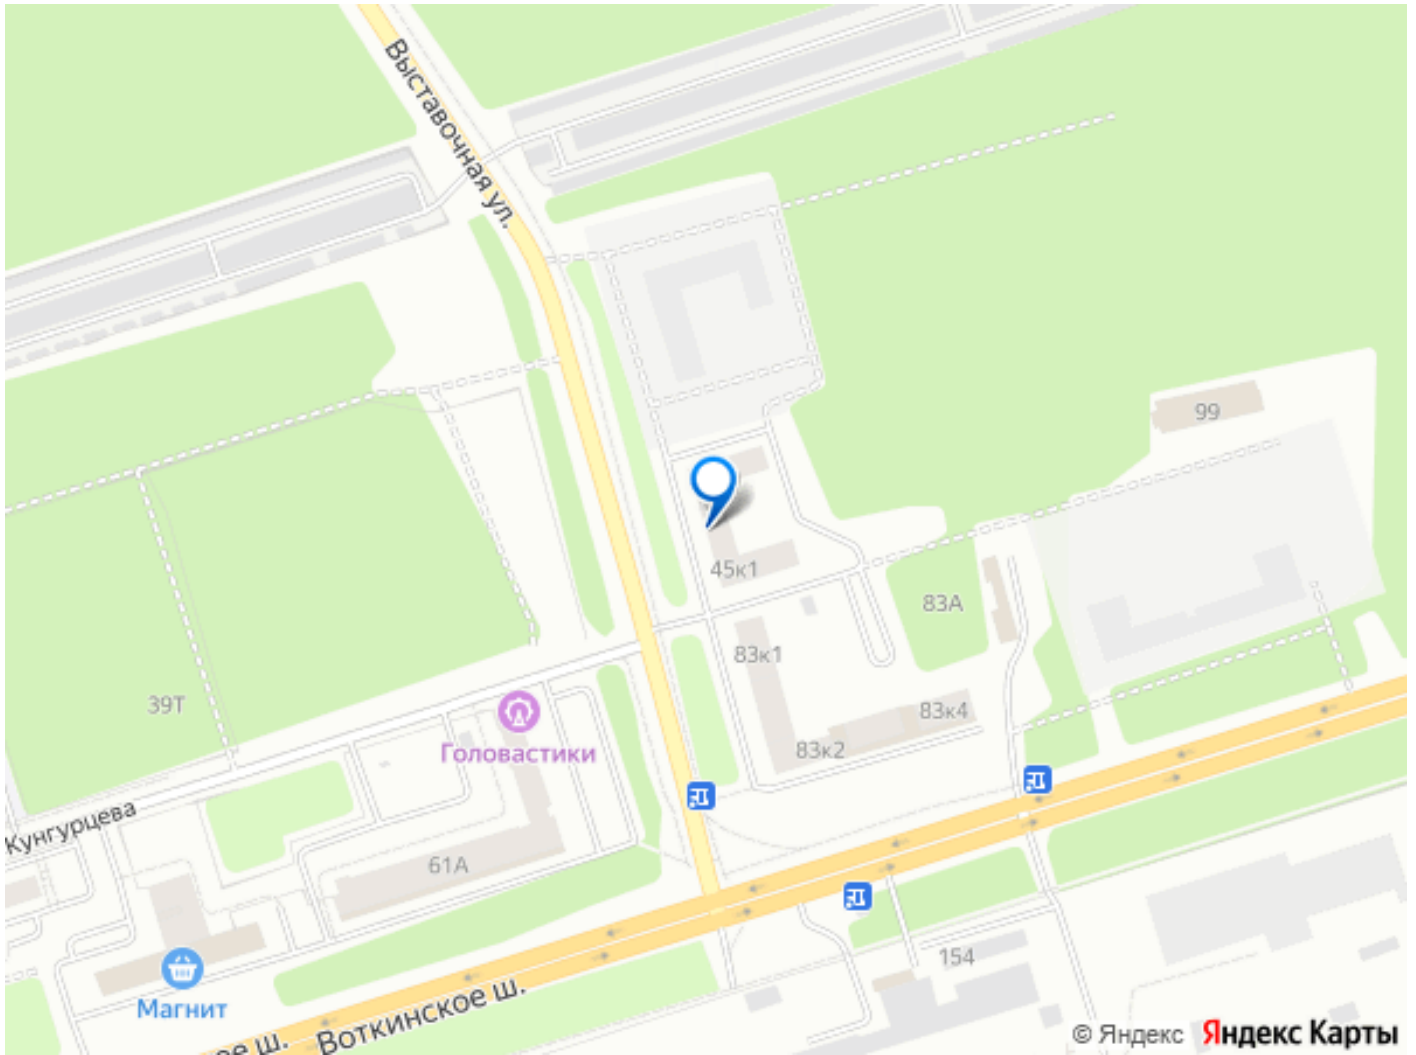 Выставочная ул.
99
45к1
83А
83к1
39Т
83к4
Головастики
83к2
Кунгурцева
61А
154
Магнит
Воткинское ш.
ое ш.
© Яндекс Яндекс Карты